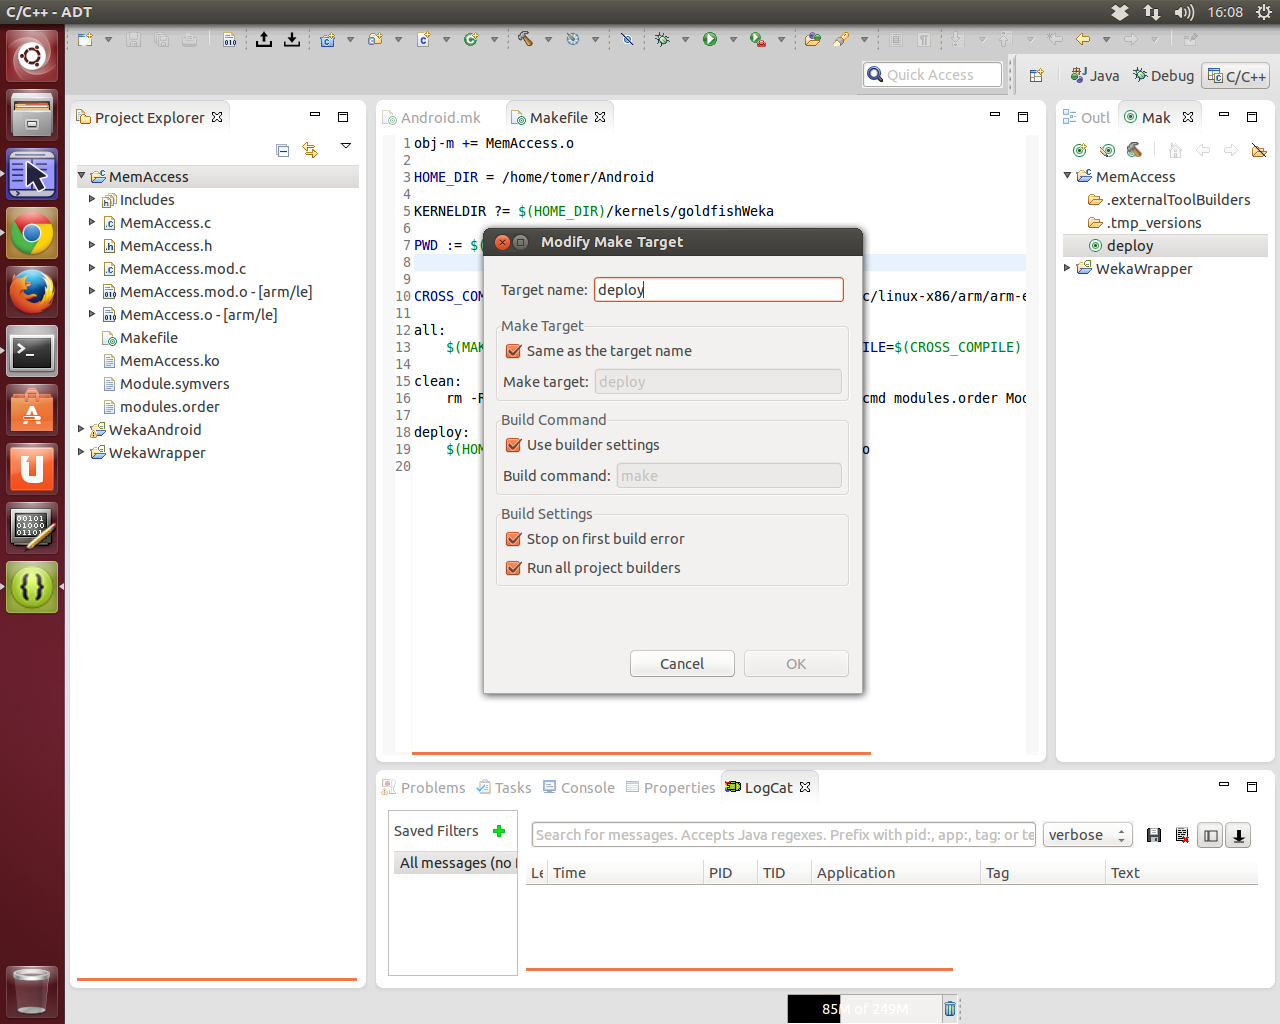 C/C++ - ADT
16:08
Quick Access
Java
Debug
C/C++
Project Explorer
MemAccess
Includes
MemAccess.c
MemAccess.h
MemAccess.mod.c
MemAccess.mod.o - [arm/le]
MemAccess.o - [arm/le]
Makefile
MemAccess.ko
Module.symvers
modules.order
WekaAndroid
WekaWrapper
Android.mk
Makefile
1 obj-m += MemAccess.o
2
3 HOME_DIR = /home/tomer/Android
4
5 KERNELDIR ?= $(HOME_DIR)/kernels/goldfishWeka
6
7 PWD := $(
8
9
10 CROSS_COM c/linux-x86/arm/arm-e
11
12 all:
13 $(MAK ILE=$(CROSS_COMPILE)
14
15 clean:
16 rm -R cmd modules.order Mod
17
18 deploy:
19 $(HOM o
20
Modify Make Target
Target name: deploy
Make Target
Same as the target name
Make target: deploy
Build Command
Use builder settings
Build command: make
Build Settings
Stop on first build error
Run all project builders
Cancel
OK
Outl
Mak
MemAccess
.externalToolBuilders
.tmp_versions
deploy
WekaWrapper
Problems
Tasks
Console
Properties
LogCat
Saved Filters
All messages (no
Search for messages. Accepts Java regexes. Prefix with pid:, app:, tag: or te
verbose
Le Time PID TID Application Tag Text
85M of 249M